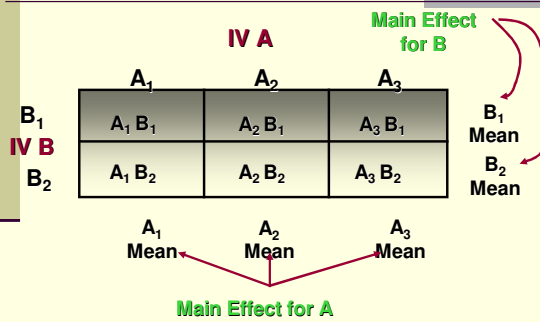 Main Effect
for B
IV A
A1 A2 A3
B1
IV B
B2
A1 B1 A2 B1 A3 B1
A1 B2 A2 B2 A3 B2
B1
Mean
B2
Mean
A1 A2 A3
Mean Mean Mean
Main Effect for A